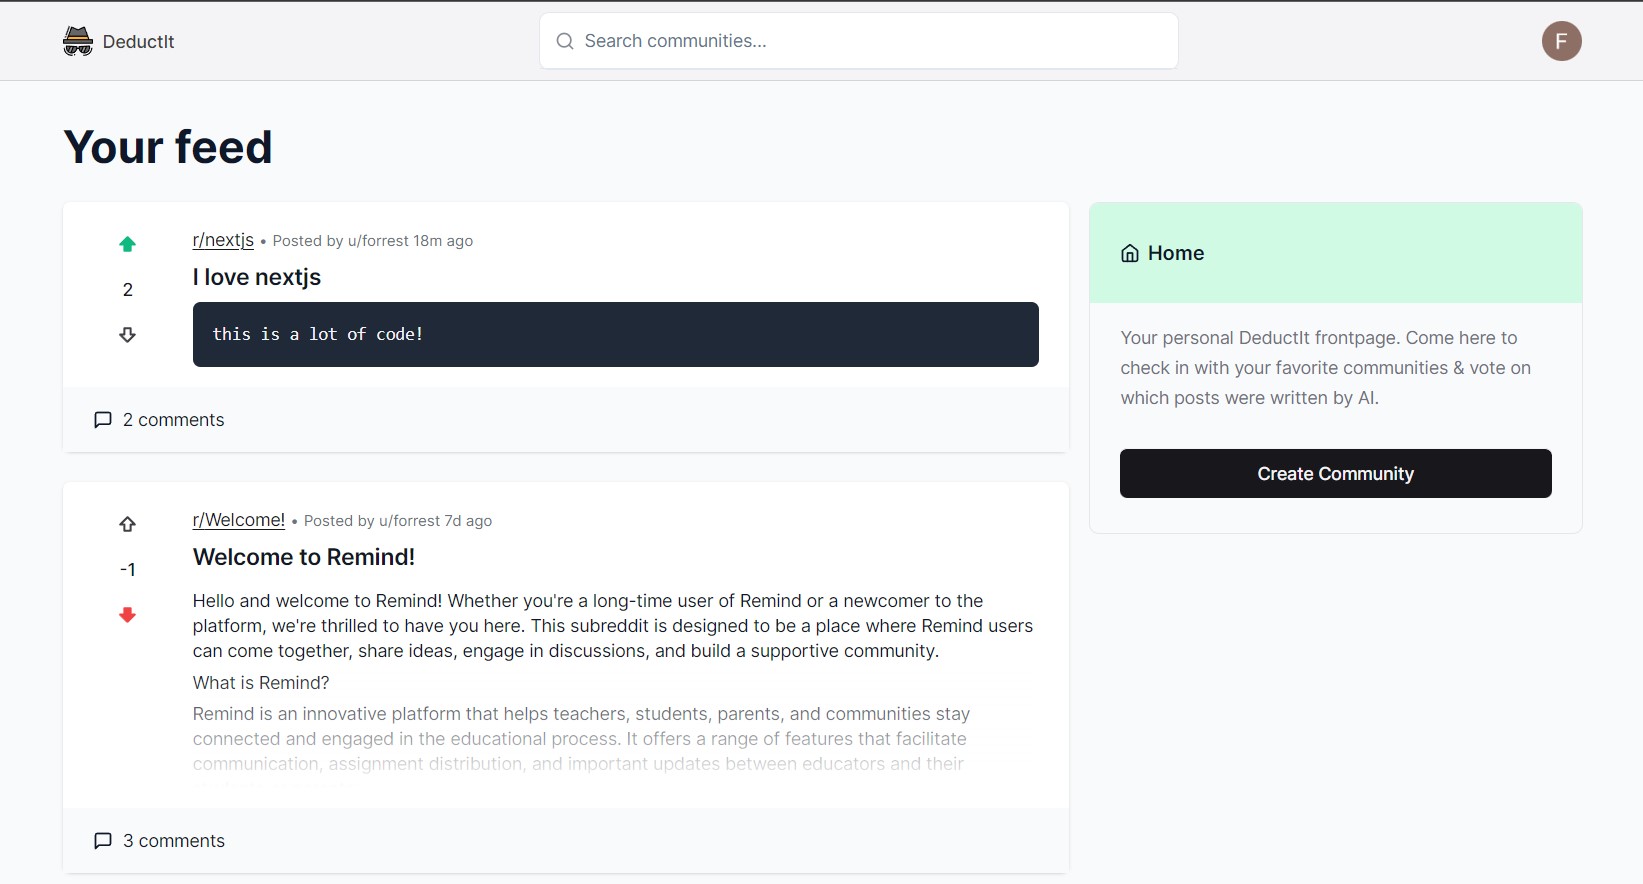 DeductIt
Search communities...
F
Your feed
r/nextjs • Posted by u/forrest 18m ago
I love nextjs
2
this is a lot of code!
2 comments
r/Welcome! • Posted by u/forrest 7d ago
Welcome to Remind!
-1
Hello and welcome to Remind! Whether you're a long-time user of Remind or a newcomer to the
platform, we're thrilled to have you here. This subreddit is designed to be a place where Remind users
can come together, share ideas, engage in discussions, and build a supportive community.
What is Remind?
Remind is an innovative platform that helps teachers, students, parents, and communities stay
connected and engaged in the educational process. It offers a range of features that facilitate
communication, assignment distribution, and important updates between educators and their
3 comments
Home
Your personal DeductIt frontpage. Come here to
check in with your favorite communities & vote on
which posts were written by AI.
Create Community